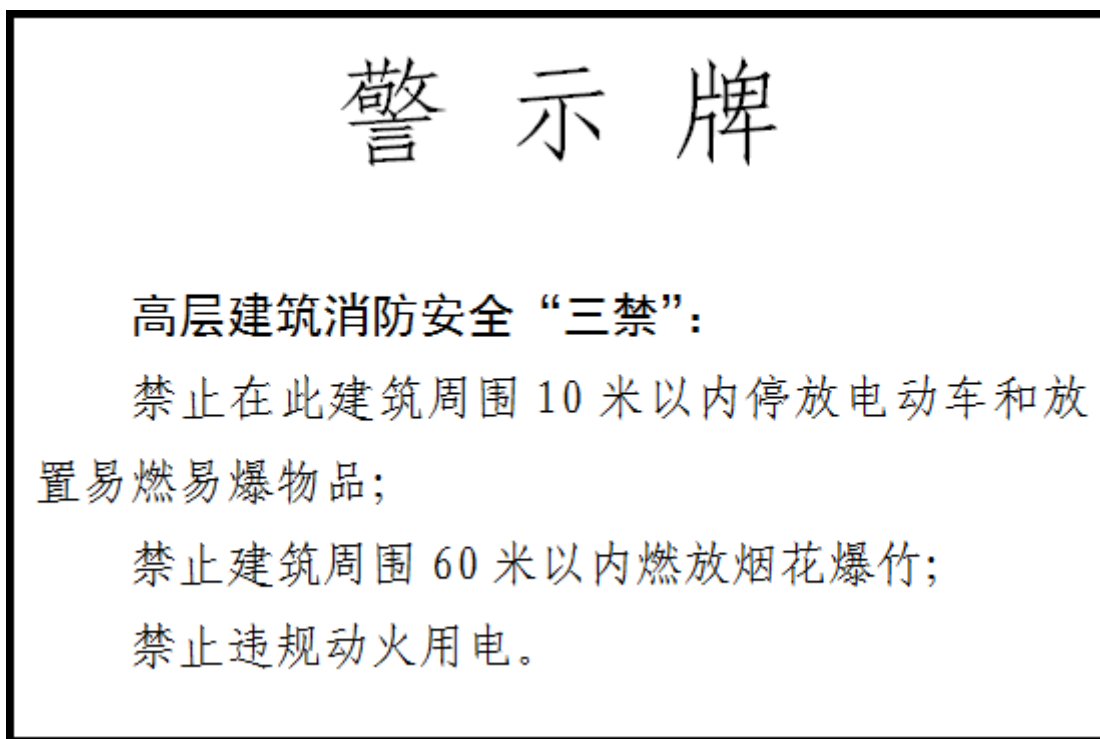 警 示 牌
高层建筑消防安全“三禁”:
禁止在此建筑周围 10 米以内停放电动车和放
置易燃易爆物品;
禁止建筑周围 60 米以内燃放烟花爆竹;
禁止违规动火用电。